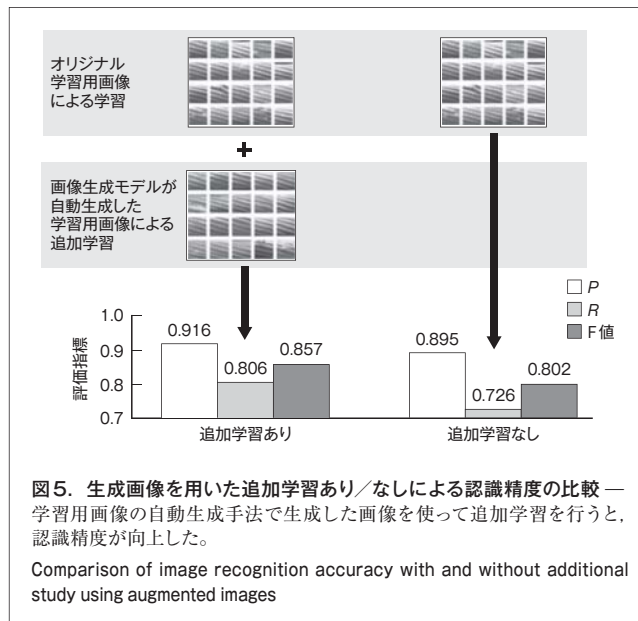 オリジナル
学習用画像
による学習
+
画像生成モデルが
自動生成した
学習用画像による
追加学習
P
R
F値
評価指標
1.0
0.9
0.8
0.7
0.916
0.806
0.857
0.895
0.726
0.802
追加学習あり
追加学習なし
図5. 生成画像を用いた追加学習あり／なしによる認識精度の比較 —
学習用画像の自動生成手法で生成した画像を使って追加学習を行うと，
認識精度が向上した。
Comparison of image recognition accuracy with and without additional
study using augmented images